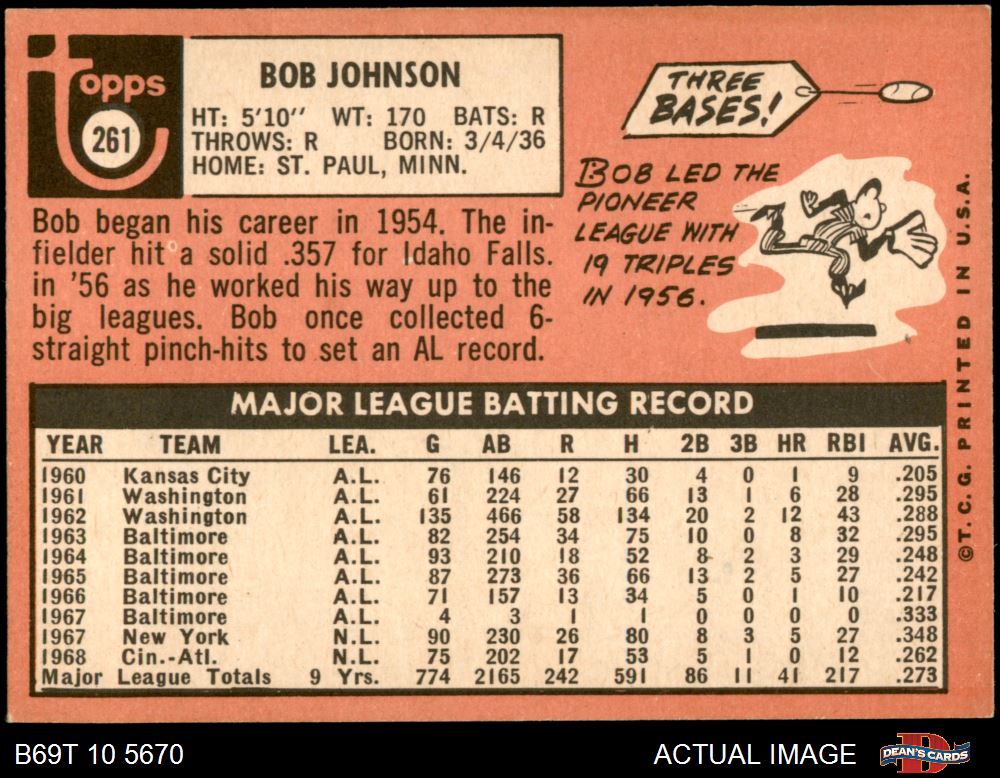 Topps
261
BOB JOHNSON
HT: 5'10" WT: 170 BATS: R
THROWS: R BORN: 3/4/36
HOME: ST. PAUL, MINN.
Bob began his career in 1954. The in-
fielder hit a solid .357 for Idaho Falls.
in '56 as he worked his way up to the
big leagues. Bob once collected 6-
straight pinch-hits to set an AL record.
THREE
BASES!
BOB LED THE
PIONEER
LEAGUE WITH
19 TRIPLES
IN 1956.
MAJOR LEAGUE BATTING RECORD
YEAR TEAM LEA. G AB R H 2B 3B HR RBI AVG.
1960 Kansas City A.L. 76 146 12 30 4 0 1 9 .205
1961 Washington A.L. 61 224 27 66 13 1 6 28 .295
1962 Washington A.L. 135 466 58 134 20 2 12 43 .288
1963 Baltimore A.L. 82 254 34 75 10 0 8 32 .295
1964 Baltimore A.L. 93 210 18 52 8 2 3 29 .248
1965 Baltimore A.L. 87 273 36 66 13 2 5 27 .242
1966 Baltimore A.L. 71 157 13 34 5 0 1 10 .217
1967 Baltimore A.L. 4 3 1 1 0 0 0 0 .333
1967 New York N.L. 90 230 26 80 8 3 5 27 .348
1968 Cin.-Atl. N.L. 75 202 17 53 5 1 0 12 .262
Major League Totals 9 Yrs. 774 2165 242 591 86 11 41 217 .273
©T. C. G. PRINTED IN U.S.A.
B69T 10 5670
ACTUAL IMAGE
DEAN'S CARDS